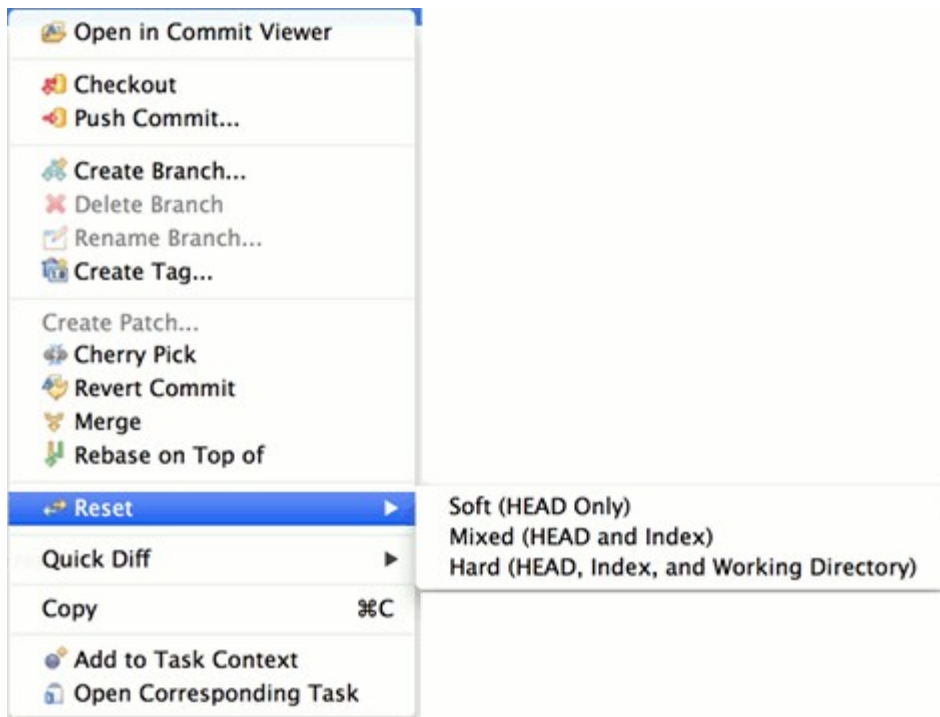 Open in Commit Viewer
Checkout
Push Commit...
Create Branch...
Delete Branch
Rename Branch...
Create Tag...
Create Patch...
Cherry Pick
Revert Commit
Merge
Rebase on Top of
Reset
Soft (HEAD Only)
Mixed (HEAD and Index)
Hard (HEAD, Index, and Working Directory)
Quick Diff
Copy ⌘C
Add to Task Context
Open Corresponding Task